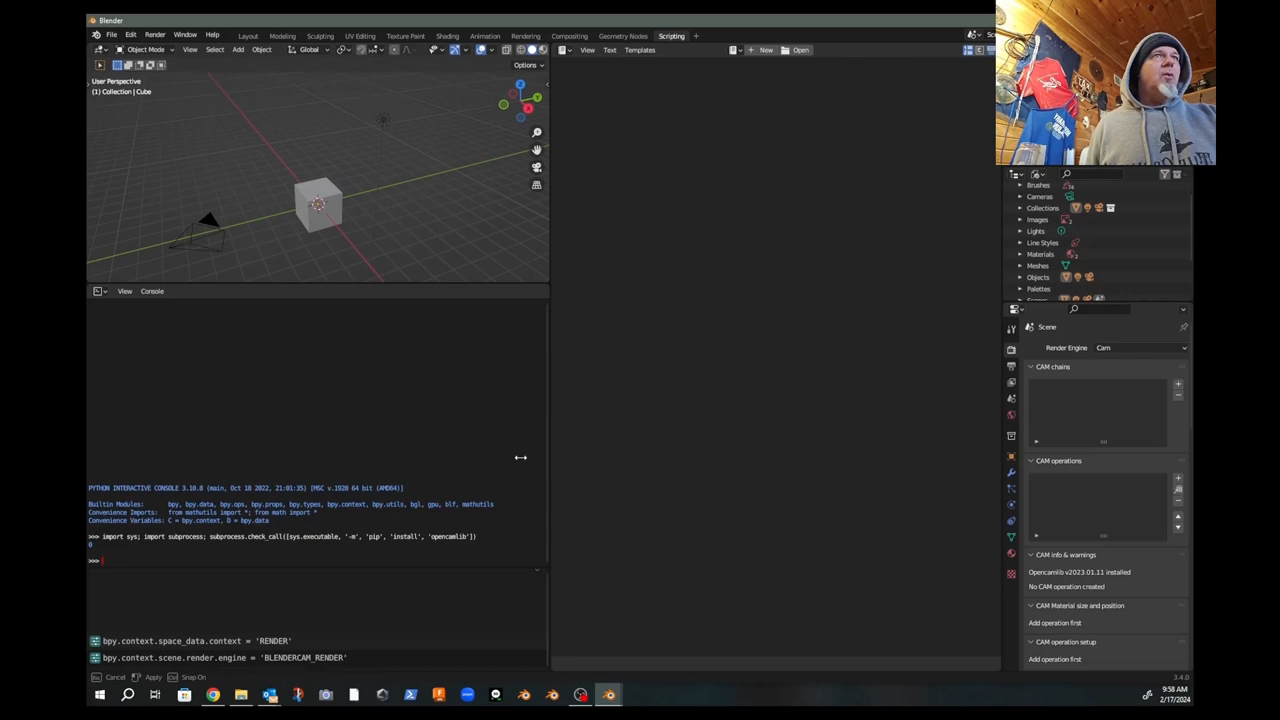 Blender
File Edit Render Window Help Layout Modeling Sculpting UV Editing Texture Paint Shading Animation Rendering Compositing Geometry Nodes Scripting +
Object Mode View Select Add Object Global
View Text Templates New Open
Options
User Perspective
(1) Collection | Cube
Z
Y
X
Brushes
Cameras
Collections
Images 2
Lights
Line Styles
Materials 2
Meshes
Objects
Palettes
View Console
Scene
Render Engine Cam
CAM chains
CAM operations
PYTHON INTERACTIVE CONSOLE 3.10.8 (main, Oct 18 2022, 21:01:35) [MSC v.1928 64 bit (AMD64)]
Builtin Modules: bpy, bpy.data, bpy.ops, bpy.props, bpy.types, bpy.context, bpy.utils, bgl, gpu, blf, mathutils
Convenience Imports: from mathutils import *; from math import *
Convenience Variables: C = bpy.context, D = bpy.data
>>> import sys; import subprocess; subprocess.check_call([sys.executable, '-m', 'pip', 'install', 'opencamlib'])
0
>>>
CAM info & warnings
Opencamlib v2023.01.11 installed
No CAM operation created
CAM Material size and position
Add operation first
CAM operation setup
Add operation first
bpy.context.space_data.context = 'RENDER'
bpy.context.scene.render.engine = 'BLENDERCAM_RENDER'
Esc Cancel Apply Ctrl Snap On
3.4.0
9:58 AM
2/17/2024